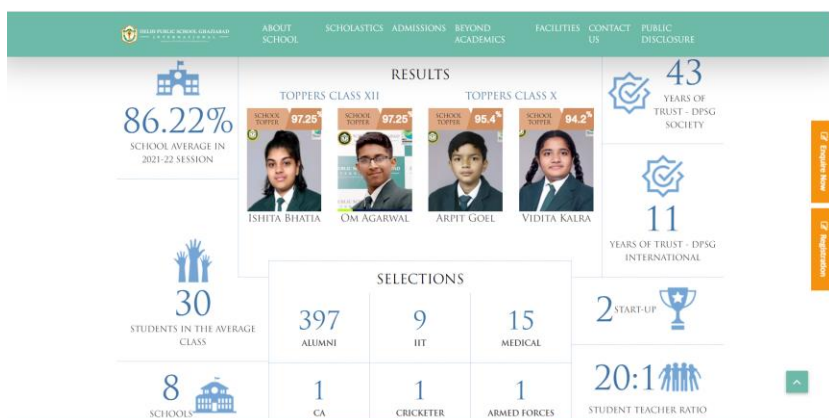 DELHI PUBLIC SCHOOL GHAZIABAD
INTERNATIONAL
ABOUT SCHOOL
SCHOLASTICS
ADMISSIONS
BEYOND ACADEMICS
FACILITIES
CONTACT US
PUBLIC DISCLOSURE
86.22%
SCHOOL AVERAGE IN
2021-22 SESSION
RESULTS
TOPPERS CLASS XII
TOPPERS CLASS X
SCHOOL TOPPER 97.25%
SCHOOL TOPPER 97.25%
SCHOOL TOPPER 95.4%
SCHOOL TOPPER 94.2%
ISHITA BHATIA
OM AGARWAL
ARPIT GOEL
VIDITA KALRA
43
YEARS OF
TRUST - DPSG
SOCIETY
11
YEARS OF TRUST - DPSG
INTERNATIONAL
Enquire Now
Registration
30
STUDENTS IN THE AVERAGE
CLASS
SELECTIONS
397
ALUMNI
9
IIT
15
MEDICAL
2 START-UP
8
SCHOOLS
1
CA
1
CRICKETER
1
ARMED FORCES
20:1
STUDENT TEACHER RATIO